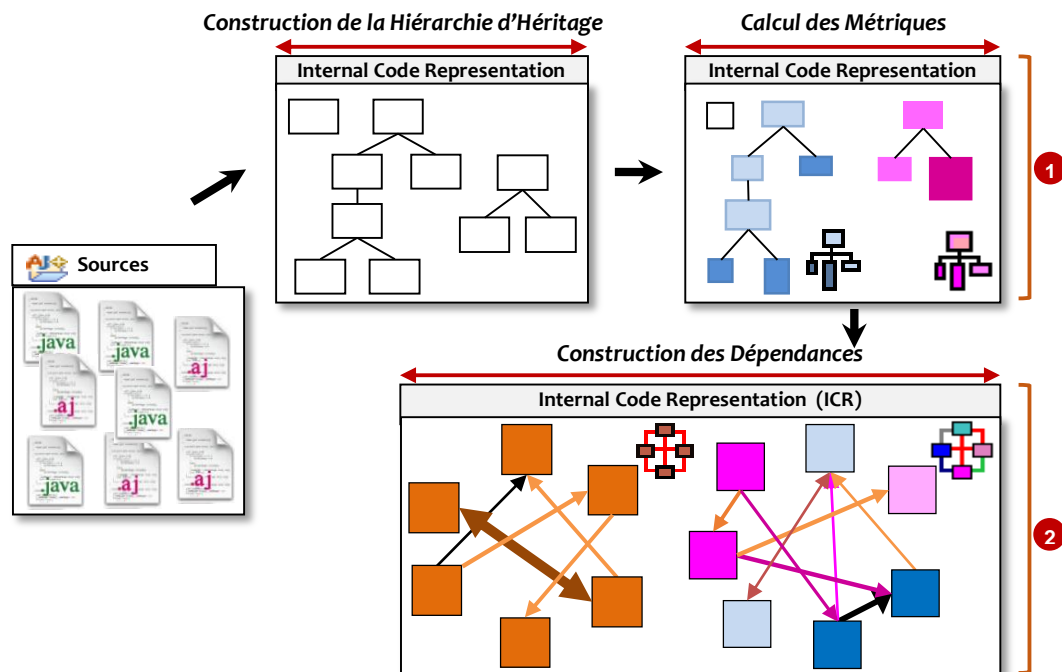 Construction de la Hiérarchie d'Héritage
Calcul des Métriques
Internal Code Representation
Internal Code Representation
1
Sources
.java
.java
.aj
.aj
.java
.java
.aj
.aj
Construction des Dépendances
Internal Code Representation (ICR)
2